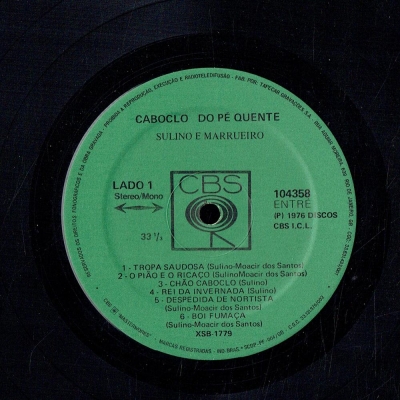 CABOCLO DO PÉ QUENTE
SULINO E MARRUEIRO
LADO 1
Stereo/Mono
33 1/3
CBS
104358
ENTRÉ
(P) 1976 DISCOS
CBS I.C.L.
1 - TROPA SAUDOSA (Sulino-Moacir dos Santos)
2 - O PIÃO E O RICAÇO (Sulino-Moacir dos Santos)
3 - CHÃO CABOCLO (Sulino)
4 - REI DA INVERNADA (Sulino)
5 - DESPEDIDA DE NORTISTA
(Sulino-Moacir dos Santos)
6 - BOI FUMAÇA
(Sulino-Moacir dos Santos)
XSB-1779